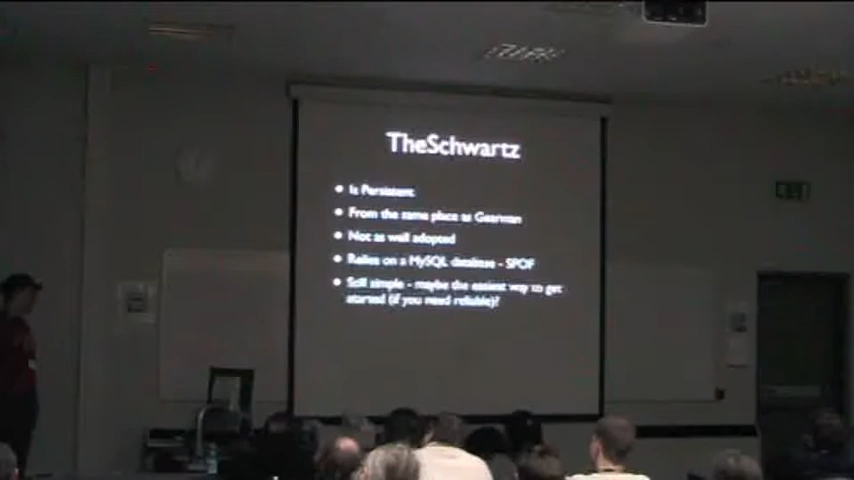 TheSchwartz
Is Persistent
From the same place as Gearman
Not as well adopted
Relies on a MySQL database - SPOF
Still simple - maybe the easiest way to get
started (if you need reliable)?